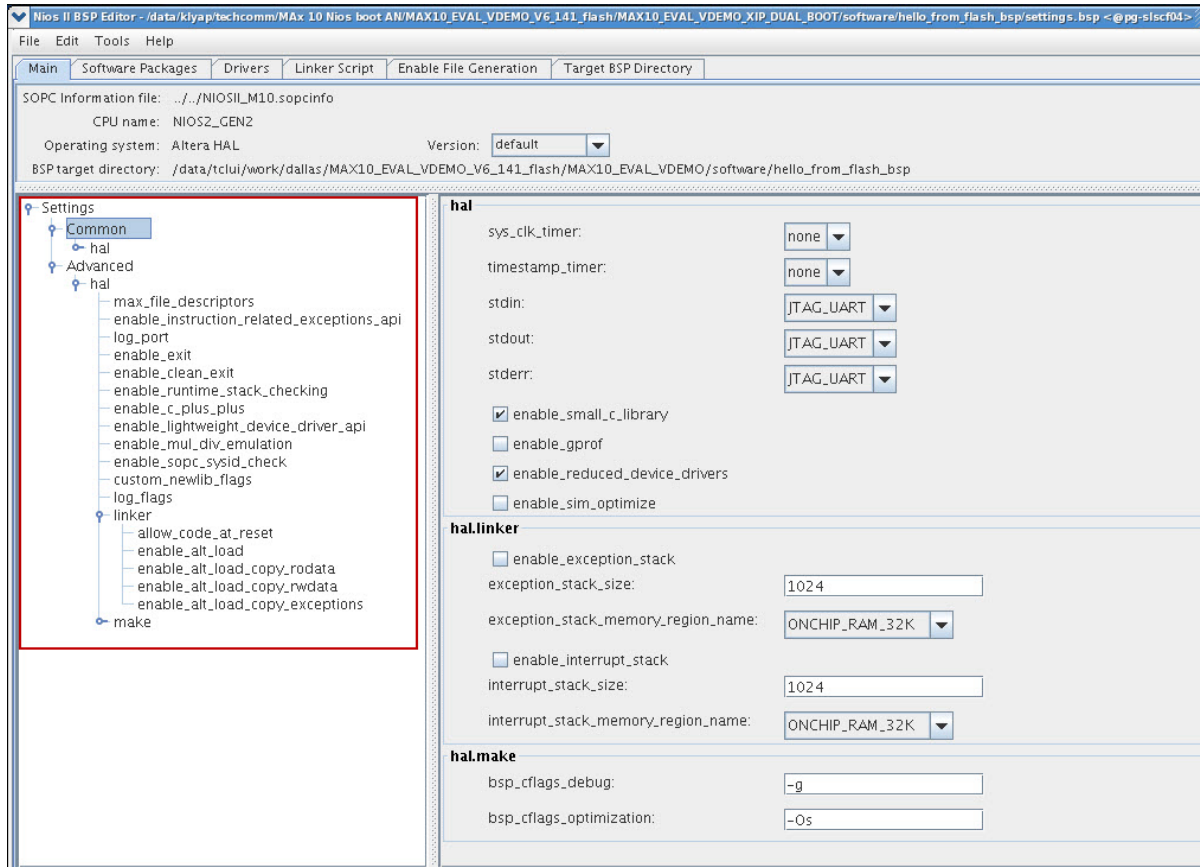 Nios II BSP Editor - /data/klyap/techcomm/MAx 10 Nios boot AN/MAX10_EVAL_VDEMO_V6_141_flash/MAX10_EVAL_VDEMO_XIP_DUAL_BOOT/software/hello_from_flash_bsp/settings.bsp <@pg-slscf04>
File Edit Tools Help
Main Software Packages Drivers Linker Script Enable File Generation Target BSP Directory
SOPC Information file: ../../NIOSII_M10.sopcinfo
CPU name: NIOS2_GEN2
Operating system: Altera HAL Version: default
BSP target directory: /data/tclui/work/dallas/MAX10_EVAL_VDEMO_V6_141_flash/MAX10_EVAL_VDEMO/software/hello_from_flash_bsp
Settings
Common
hal
Advanced
hal
max_file_descriptors
enable_instruction_related_exceptions_api
log_port
enable_exit
enable_clean_exit
enable_runtime_stack_checking
enable_c_plus_plus
enable_lightweight_device_driver_api
enable_mul_div_emulation
enable_sopc_sysid_check
custom_newlib_flags
log_flags
linker
allow_code_at_reset
enable_alt_load
enable_alt_load_copy_rodata
enable_alt_load_copy_rwdata
enable_alt_load_copy_exceptions
make
hal
sys_clk_timer: none
timestamp_timer: none
stdin: JTAG_UART
stdout: JTAG_UART
stderr: JTAG_UART
enable_small_c_library
enable_gprof
enable_reduced_device_drivers
enable_sim_optimize
hal.linker
enable_exception_stack
exception_stack_size: 1024
exception_stack_memory_region_name: ONCHIP_RAM_32K
enable_interrupt_stack
interrupt_stack_size: 1024
interrupt_stack_memory_region_name: ONCHIP_RAM_32K
hal.make
bsp_cflags_debug: -g
bsp_cflags_optimization: -Os